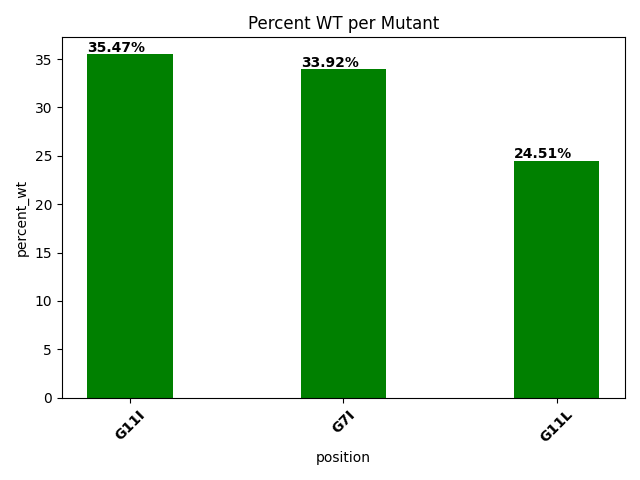 Percent WT per Mutant
35.47%
33.92%
24.51%
percent_wt
35
30
25
20
15
10
5
0
G11I
G7I
G11L
position